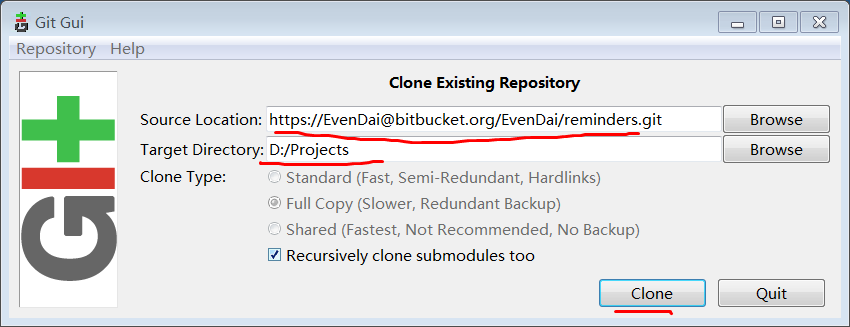 Git Gui
Repository Help
Clone Existing Repository
Source Location: https://EvenDai@bitbucket.org/EvenDai/reminders.git Browse
Target Directory: D:/Projects Browse
Clone Type: Standard (Fast, Semi-Redundant, Hardlinks)
Full Copy (Slower, Redundant Backup)
Shared (Fastest, Not Recommended, No Backup)
Recursively clone submodules too
Clone Quit
Git